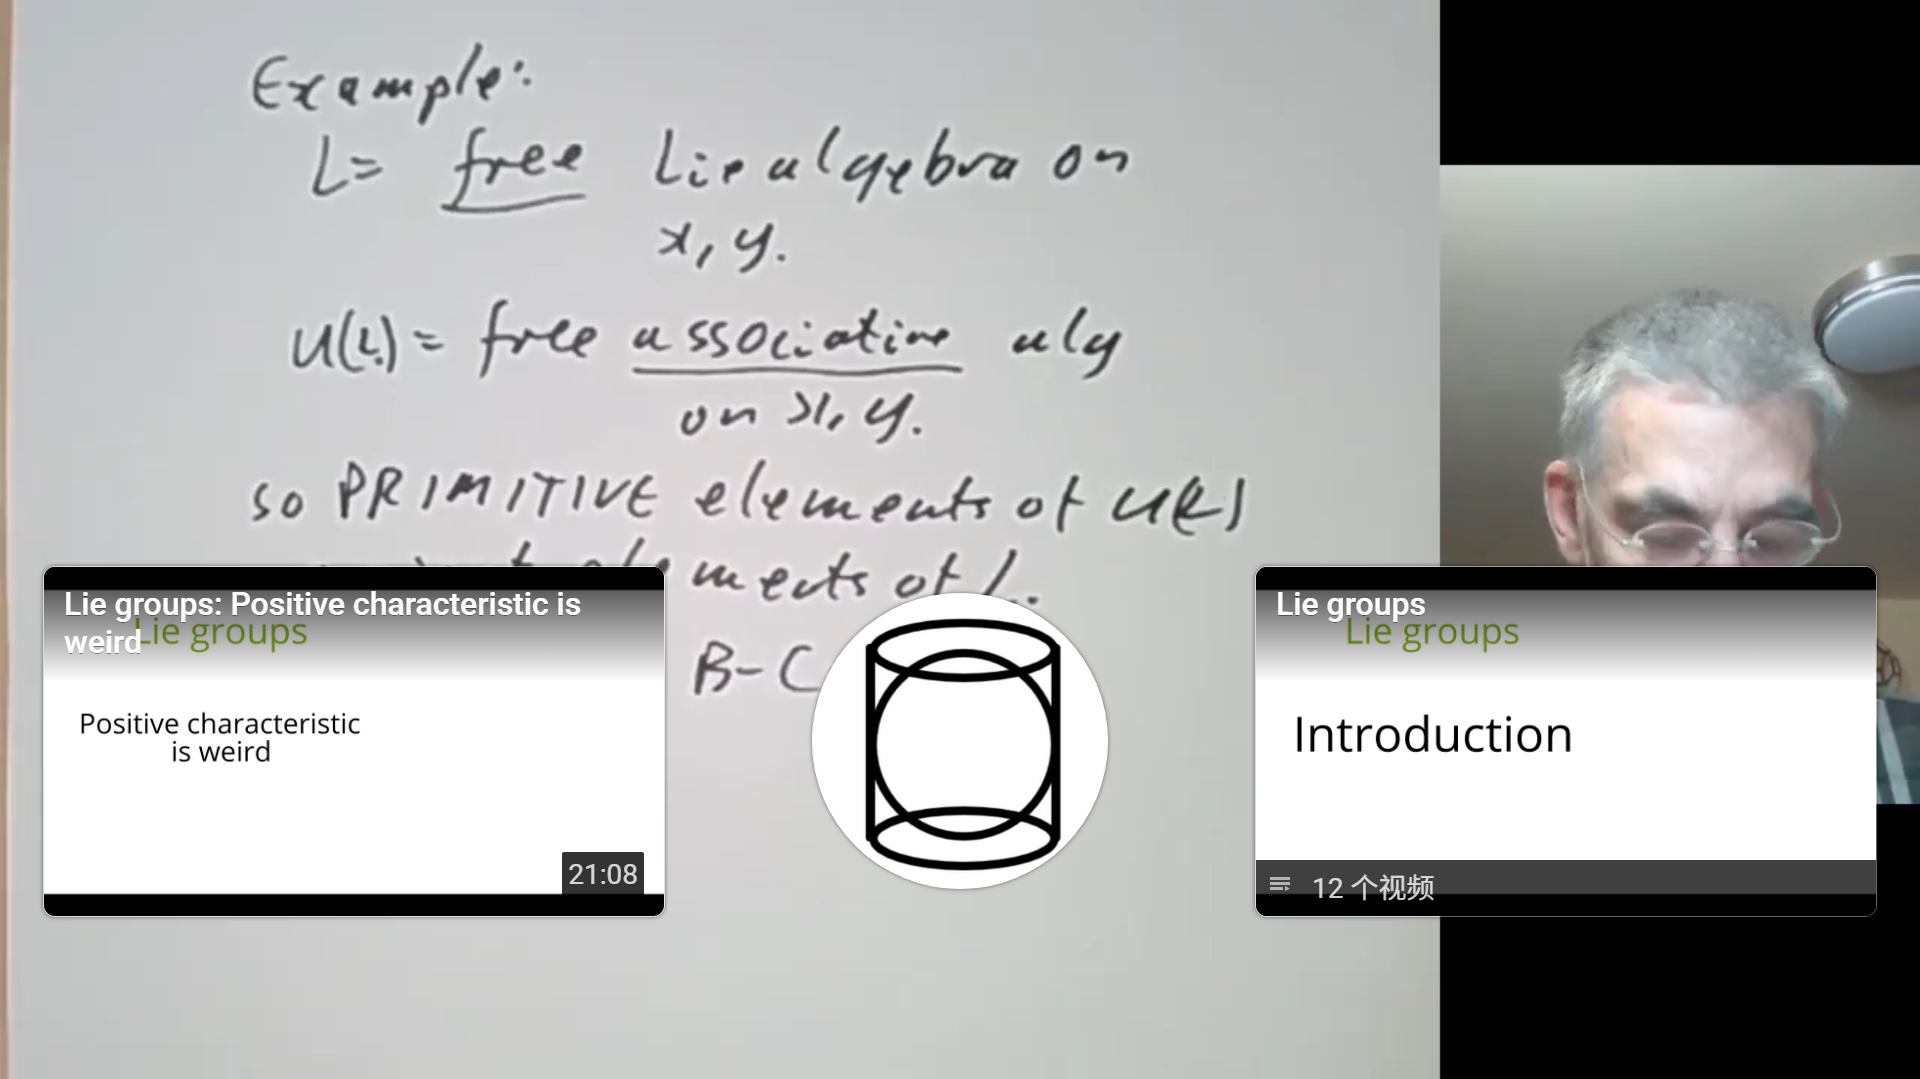 Example:
L= free Lie algebra on
x, y.
U(L) = free associative alg
on x, y.
so PRIMITIVE elements of U(L)
elements of L.
B-C
Lie groups: Positive characteristic is
weird
Lie groups
Positive characteristic
is weird
21:08
Lie groups
Lie groups
Introduction
12 个视频